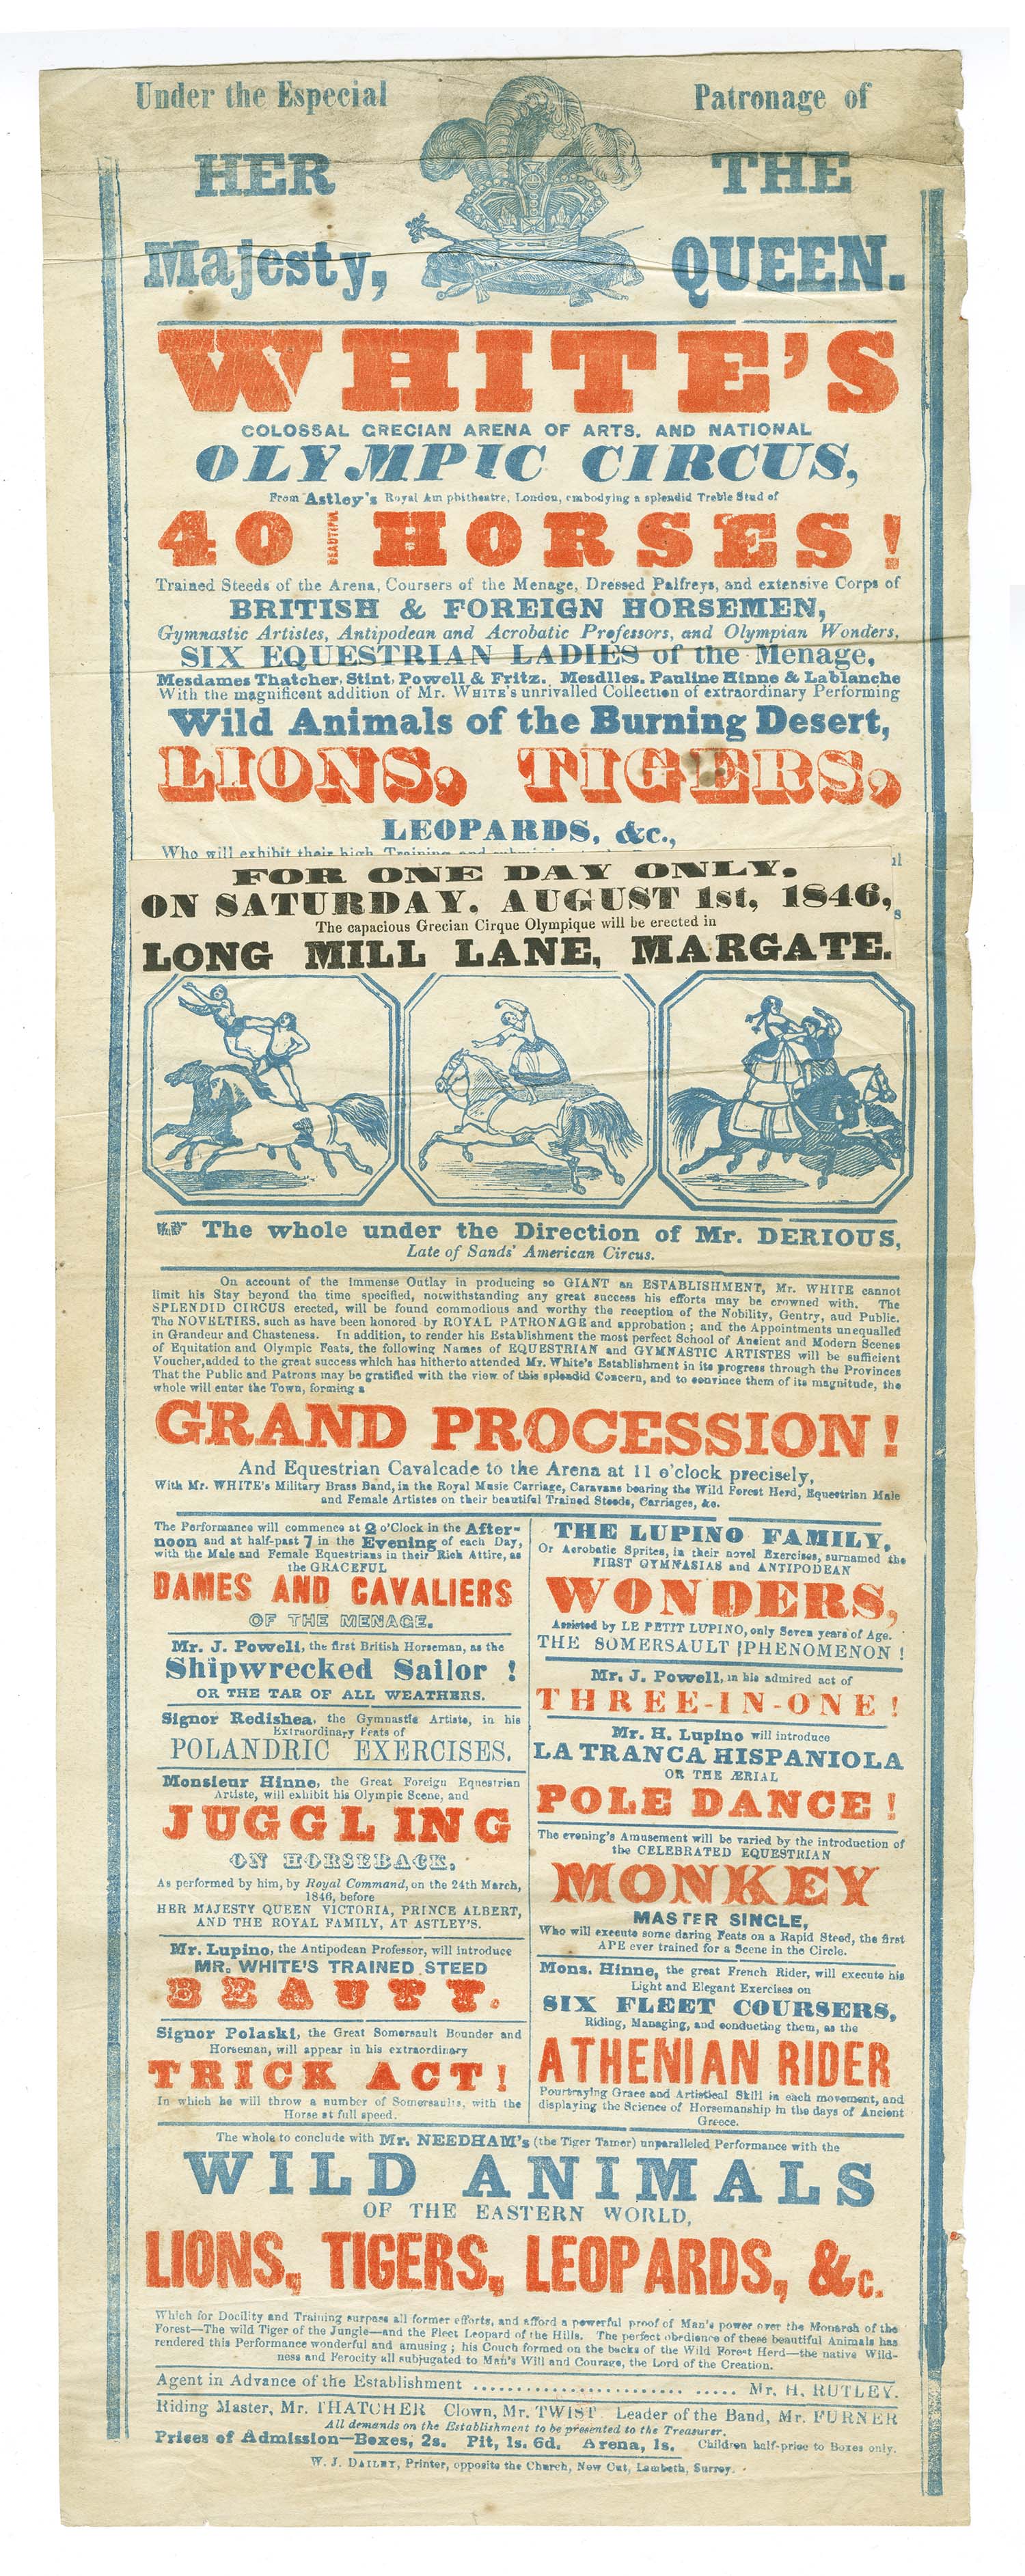 Under the Especial Patronage of
HER THE
Majesty, QUEEN.
WHITE'S
COLOSSAL GRECIAN ARENA OF ARTS, AND NATIONAL
OLYMPIC CIRCUS,
From Astley's Royal Amphitheatre, London, embodying a splendid Treble Stud of
40 BEAUTIFUL HORSES!
Trained Steeds of the Arena, Coursers of the Menage, Dressed Palfreys, and extensive Corps of
BRITISH & FOREIGN HORSEMEN,
Gymnastic Artistes, Antipodean and Acrobatic Professors, and Olympian Wonders,
SIX EQUESTRIAN LADIES of the Menage,
Mesdames Thatcher, Stint, Powell & Fritz. Mesdlles. Pauline Hinne & Lablanche
With the magnificent addition of Mr. WHITE's unrivalled Collection of extraordinary Performing
Wild Animals of the Burning Desert,
LIONS, TIGERS,
LEOPARDS, &c.,
Who will exhibit their high Training and
FOR ONE DAY ONLY.
ON SATURDAY. AUGUST 1st, 1846,
The capacious Grecian Cirque Olympique will be erected in
LONG MILL LANE, MARGATE.
The whole under the Direction of Mr. DERIOUS,
Late of Sands' American Circus.
On account of the Immense Outlay in producing so GIANT an ESTABLISHMENT, Mr. WHITE cannot
limit his Stay beyond the time specified, notwithstanding any great success his efforts may be crowned with. The
SPLENDID CIRCUS erected, will be found commodious and worthy the reception of the Nobility, Gentry, and Public.
The NOVELTIES, such as have been honored by ROYAL PATRONAGE and approbation; and the Appointments unequalled
in Grandeur and Chasteness. In addition, to render his Establishment the most perfect School of Ancient and Modern Scenes
of Equitation and Olympic Feats, the following Names of EQUESTRIAN and GYMNASTIC ARTISTES will be sufficient
Voucher, added to the great success which has hitherto attended Mr. White's Establishment in its progress through the Provinces
That the Public and Patrons may be gratified with the view of this splendid Concern, and to convince them of its magnitude, the
whole will enter the Town, forming a
GRAND PROCESSION!
And Equestrian Cavalcade to the Arena at 11 o'clock precisely,
With Mr. WHITE's Military Brass Band, in the Royal Music Carriage, Caravans bearing the Wild Forest Herd, Equestrian Male
and Female Artistes on their beautiful Trained Steeds, Carriages, &c.
The Performance will commence at 2 o'Clock in the After-
noon and at half-past 7 in the Evening of each Day,
with the Male and Female Equestrians in their Rich Attire, as
the GRACEFUL
DAMES AND CAVALIERS
OF THE MENAGE.
Mr. J. Powell, the first British Horseman, as the
Shipwrecked Sailor !
OR THE TAR OF ALL WEATHERS.
Signor Redishea, the Gymnastic Artiste, in his
Extraordinary Feats of
POLANDRIC EXERCISES.
Monsieur Hinne, the Great Foreign Equestrian
Artiste, will exhibit his Olympic Scene, and
JUGGLING
ON HORSEBACK,
As performed by him, by Royal Command, on the 24th March,
1846, before
HER MAJESTY QUEEN VICTORIA, PRINCE ALBERT,
AND THE ROYAL FAMILY, AT ASTLEY'S.
Mr. Lupino, the Antipodean Professor, will introduce
MR. WHITE'S TRAINED STEED
BEAUTY.
Signor Polaski, the Great Somersault Bounder and
Horseman, will appear in his extraordinary
TRICK ACT!
In which he will throw a number of Somersaults, with the
Horse at full speed.
THE LUPINO FAMILY,
Or Acrobatic Sprites, in their novel Exercises, surnamed the
FIRST GYMNASIAS and ANTIPODEAN
WONDERS,
Assisted by LE PETIT LUPINO, only Seven years of Age.
THE SOMERSAULT PHENOMENON !
Mr. J. Powell, in his admired act of
THREE-IN-ONE!
Mr. H. Lupino will introduce
LA TRANCA HISPANIOLA
OR THE ÆRIAL
POLE DANCE!
The evening's Amusement will be varied by the introduction of
the CELEBRATED EQUESTRIAN
MONKEY
MASTER SINGLE,
Who will execute some daring Feats on a Rapid Steed, the first
APE ever trained for a Scene in the Circle.
Mons. Hinne, the great French Rider, will execute his
Light and Elegant Exercises on
SIX FLEET COURSERS,
Riding, Managing, and conducting them, as the
ATHENIAN RIDER
Pourtraying Grace and Artistical Skill in each movement, and
displaying the Science of Horsemanship in the days of Ancient
Greece.
The whole to conclude with Mr. NEEDHAM's (the Tiger Tamer) unparalleled Performance with the
WILD ANIMALS
OF THE EASTERN WORLD,
LIONS, TIGERS, LEOPARDS, &c.
Which for Docility and Training surpass all former efforts, and afford a powerful proof of Man's power over the Monarch of the
Forest—The wild Tiger of the Jungle—and the Fleet Leopard of the Hills. The perfect obedience of these beautiful Animals has
rendered this Performance wonderful and amusing; his Couch formed on the backs of the Wild Forest Herd—the native Wild-
ness and Ferocity all subjugated to Man's Will and Courage, the Lord of the Creation.
Agent in Advance of the Establishment .............................. Mr. H. RUTLEY.
Riding Master, Mr. THATCHER Clown, Mr. TWIST. Leader of the Band, Mr. FURNER
All demands on the Establishment to be presented to the Treasurer.
Prices of Admission—Boxes, 2s. Pit, 1s. 6d. Arena, 1s. Children half-price to Boxes only.
W. J. DAILEY, Printer, opposite the Church, New Cut, Lambeth, Surrey.